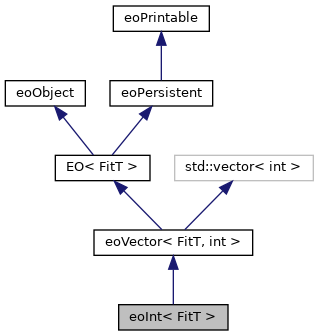 eoPrintable
eoObject
eoPersistent
EO< FitT >
std::vector< int >
eoVector< FitT, int >
eoInt< FitT >